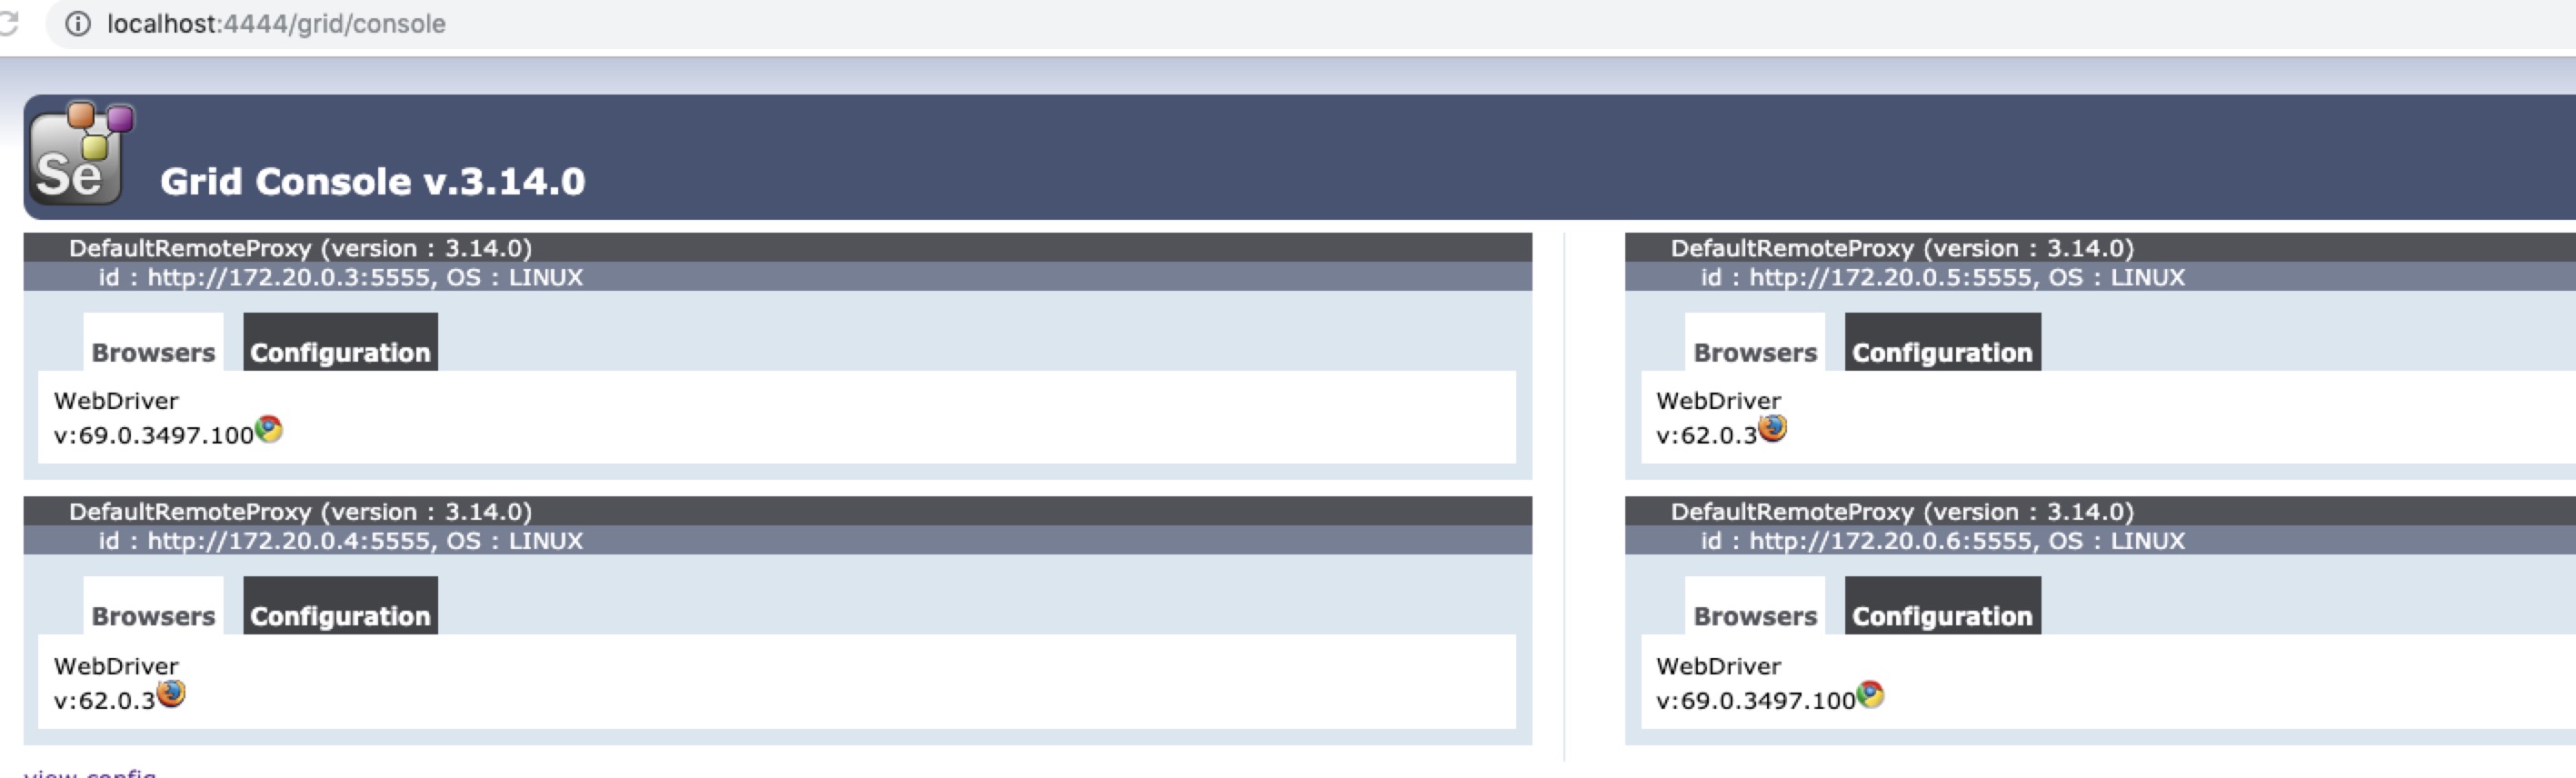 localhost:4444/grid/console
Se
Grid Console v.3.14.0
DefaultRemoteProxy (version : 3.14.0)
id : http://172.20.0.3:5555, OS : LINUX
Browsers Configuration
WebDriver
v:69.0.3497.100
DefaultRemoteProxy (version : 3.14.0)
id : http://172.20.0.4:5555, OS : LINUX
Browsers Configuration
WebDriver
v:62.0.3
DefaultRemoteProxy (version : 3.14.0)
id : http://172.20.0.5:5555, OS : LINUX
Browsers Configuration
WebDriver
v:62.0.3
DefaultRemoteProxy (version : 3.14.0)
id : http://172.20.0.6:5555, OS : LINUX
Browsers Configuration
WebDriver
v:69.0.3497.100
view config